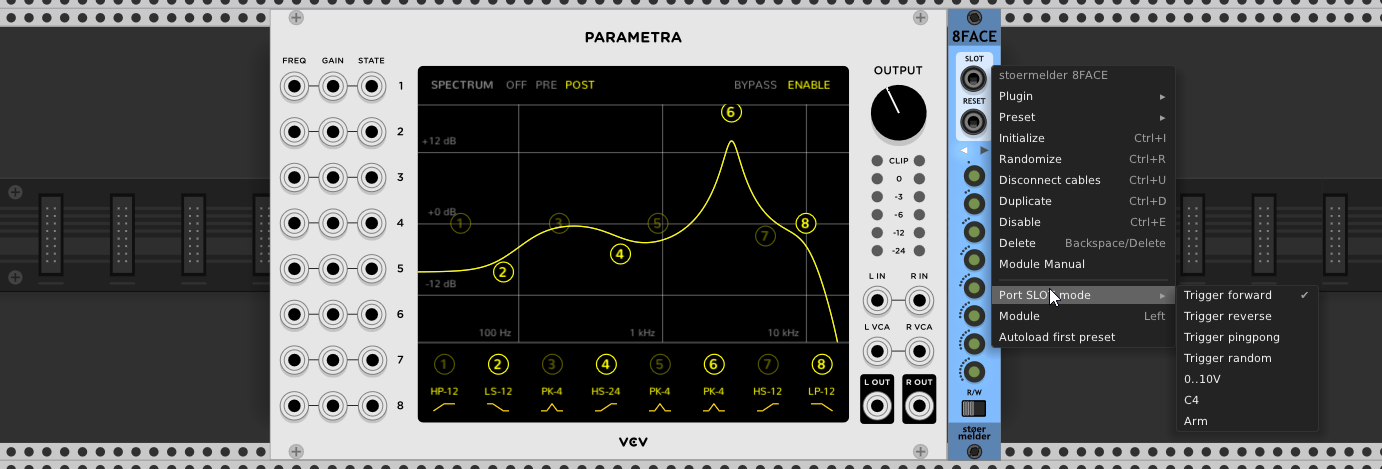 PARAMETRA
FREQ GAIN STATE
1
2
3
4
5
6
7
8
SPECTRUM OFF PRE POST BYPASS ENABLE
6
+12 dB
+0 dB
1 3 5 8
7
4
2
-12 dB
100 Hz 1 kHz 10 kHz
1 2 3 4 5 6 7 8
HP-12 LS-12 PK-4 HS-24 PK-4 PK-4 HS-12 LP-12
VCV
OUTPUT
CLIP
0
-3
-6
-12
-24
L IN R IN
L VCA R VCA
L OUT R OUT
8FACE
SLOT
RESET
R/W
stoer
melder
stoermelder 8FACE
Plugin
Preset
Initialize Ctrl+I
Randomize Ctrl+R
Disconnect cables Ctrl+U
Duplicate Ctrl+D
Disable Ctrl+E
Delete Backspace/Delete
Module Manual
Port SLOT mode
Module Left
Autoload first preset
Trigger forward ✔
Trigger reverse
Trigger pingpong
Trigger random
0..10V
C4
Arm